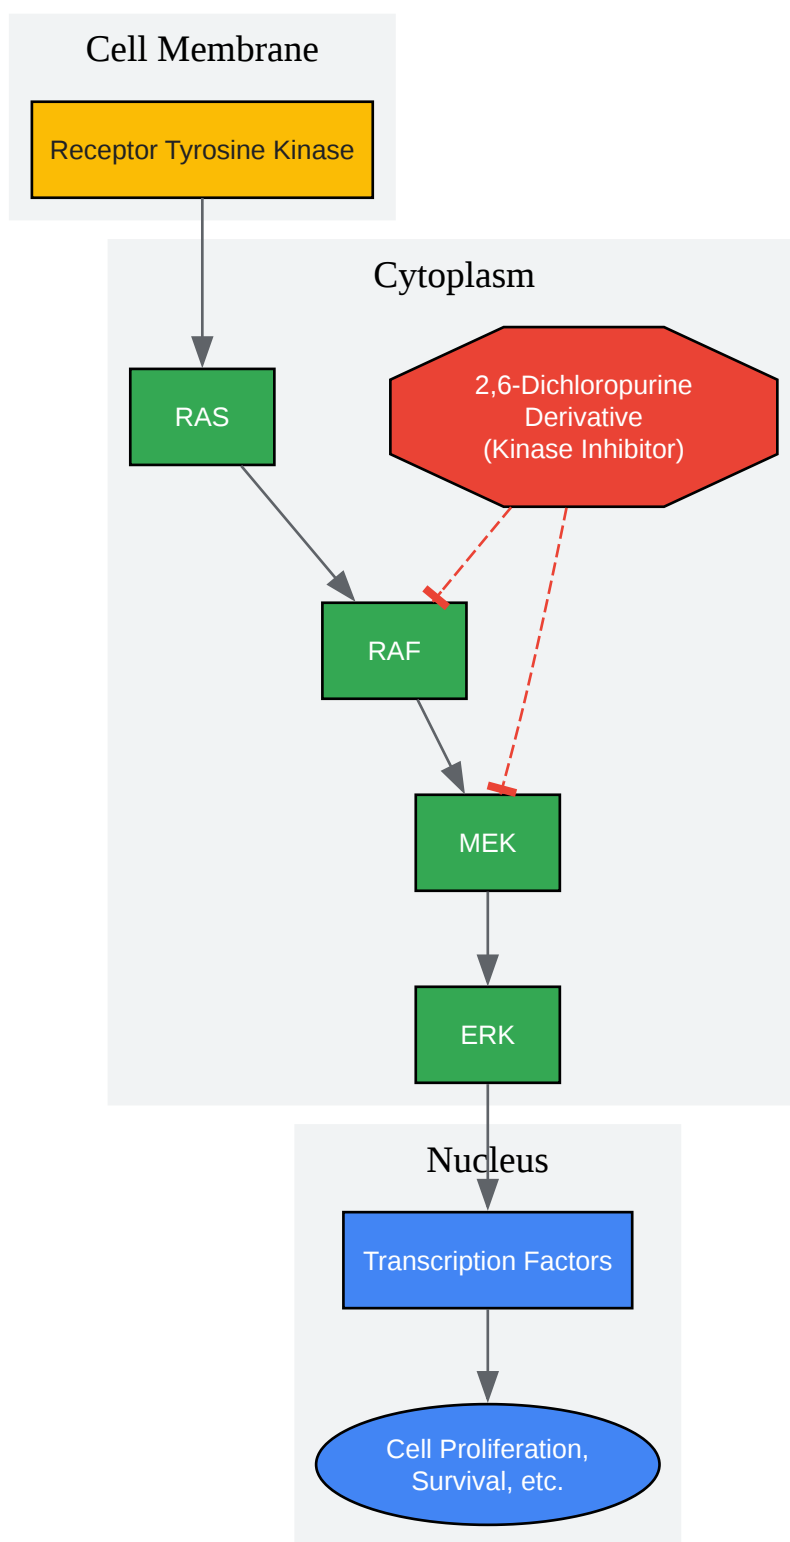 Cell Membrane
Receptor Tyrosine Kinase
Cytoplasm
RAS
2,6-Dichloropurine
Derivative
(Kinase Inhibitor)
RAF
MEK
ERK
Nucleus
Transcription Factors
Cell Proliferation,
Survival, etc.